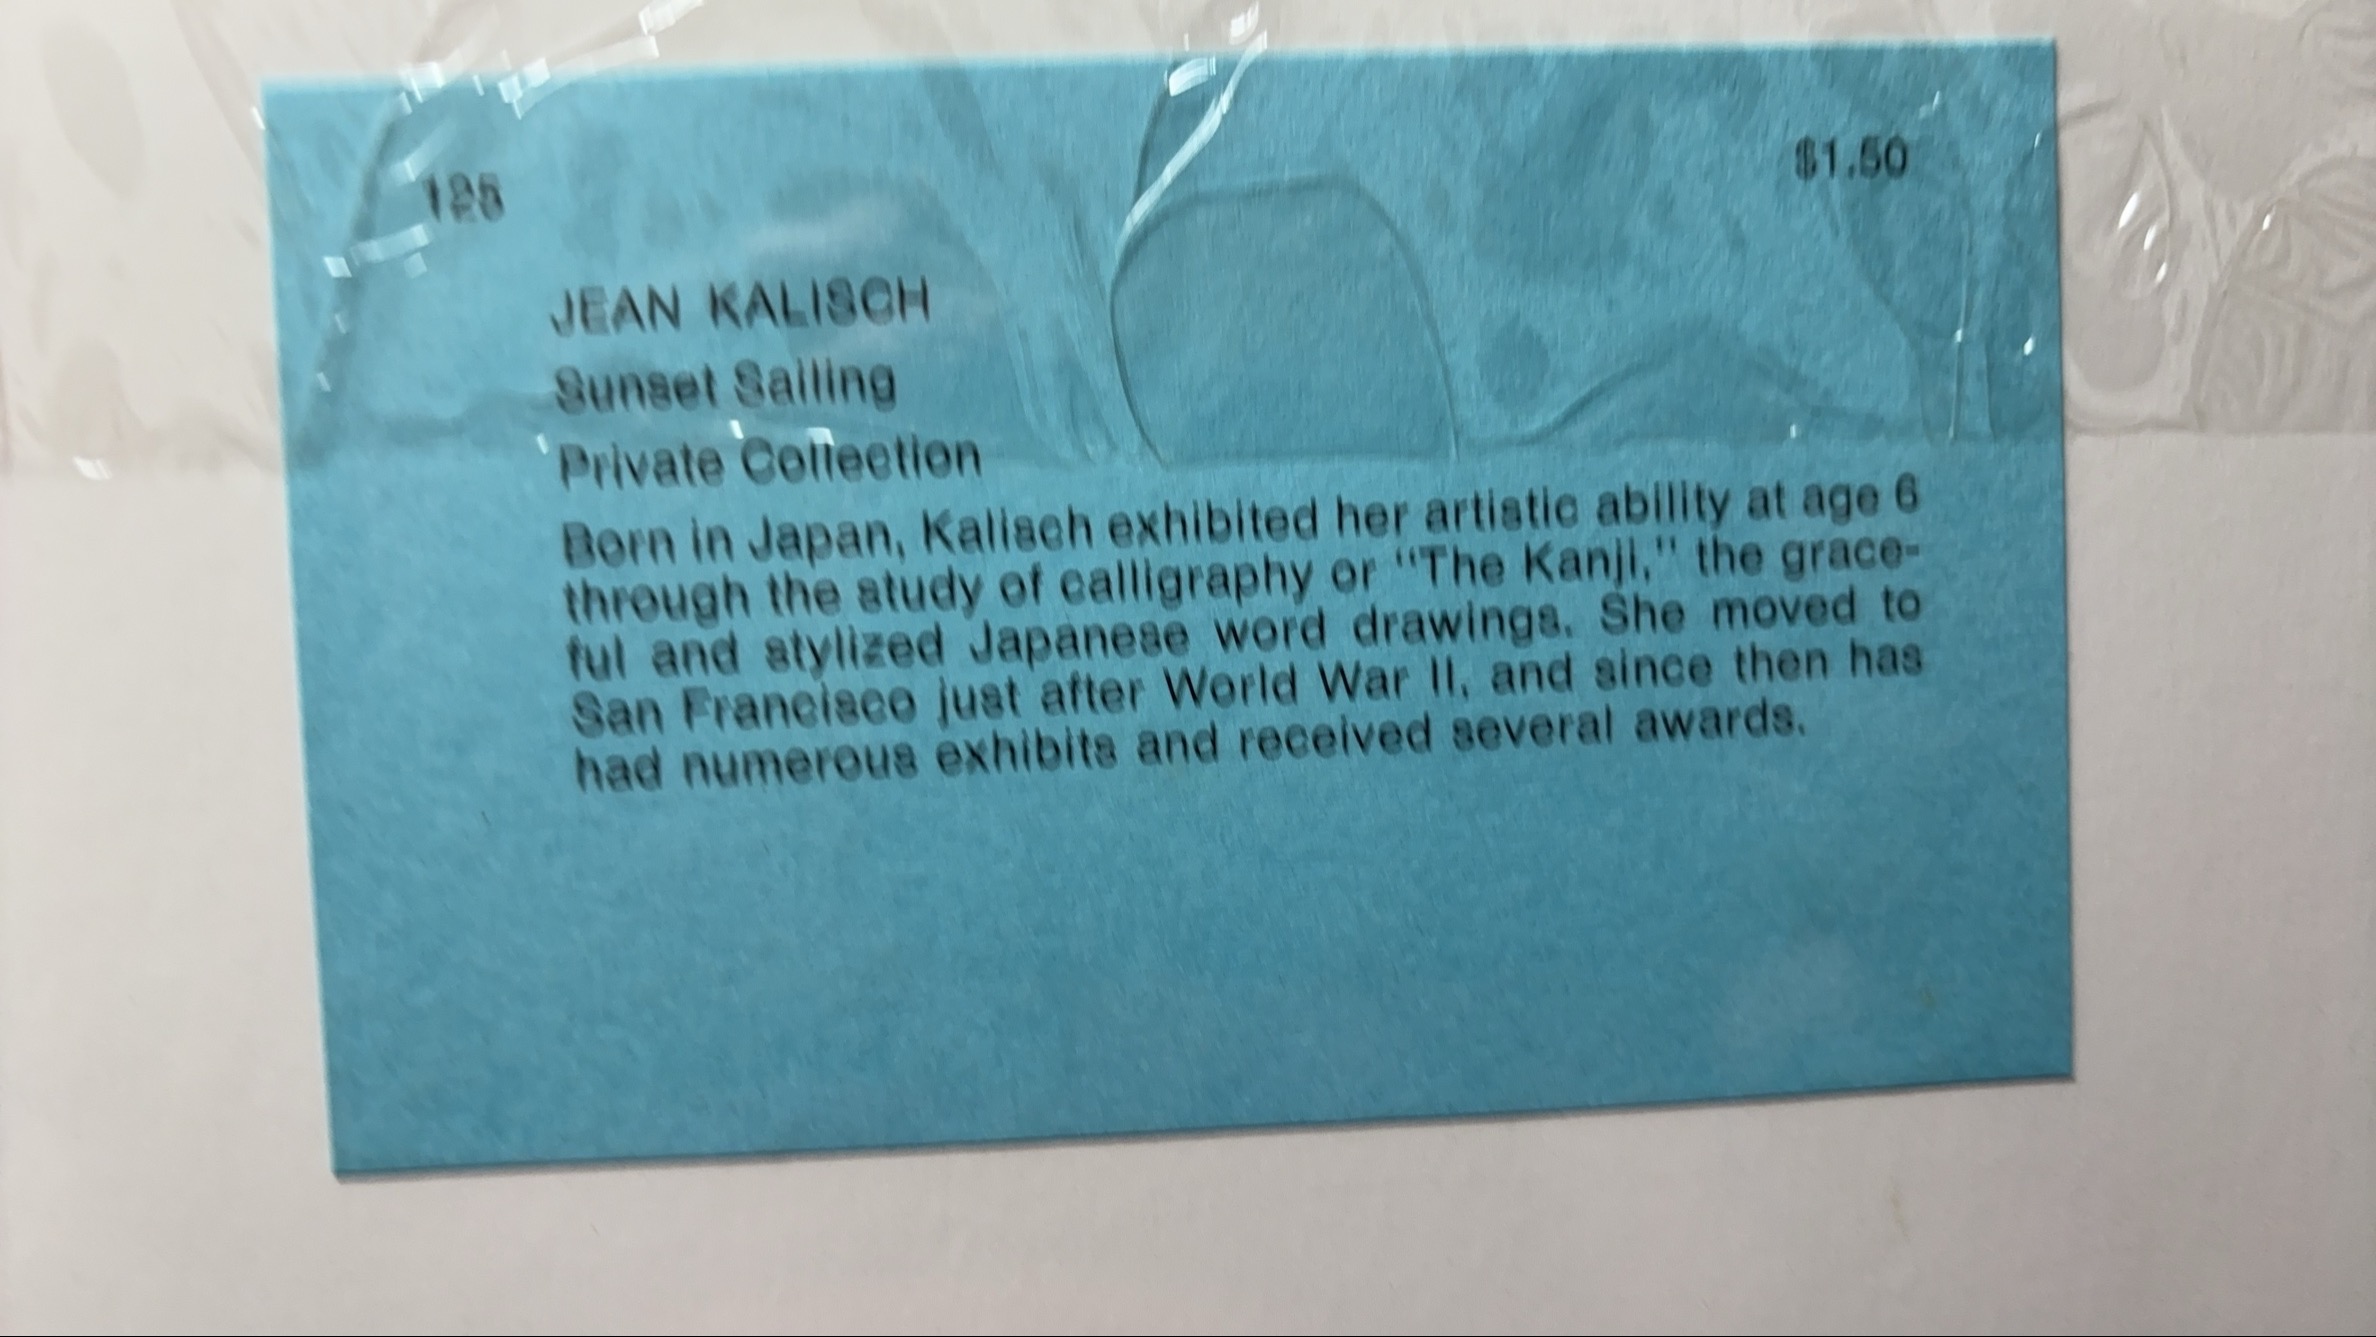 $1.50
JEAN KALISCH
Sunset Sailing
Private Collection
Born in Japan, Kalisch exhibited her artistic ability at age 6
through the study of calligraphy or “The Kanji,” the grace-
ful and stylized Japanese word drawings. She moved to
San Francisco just after World War II, and since then has
had numerous exhibits and received several awards.